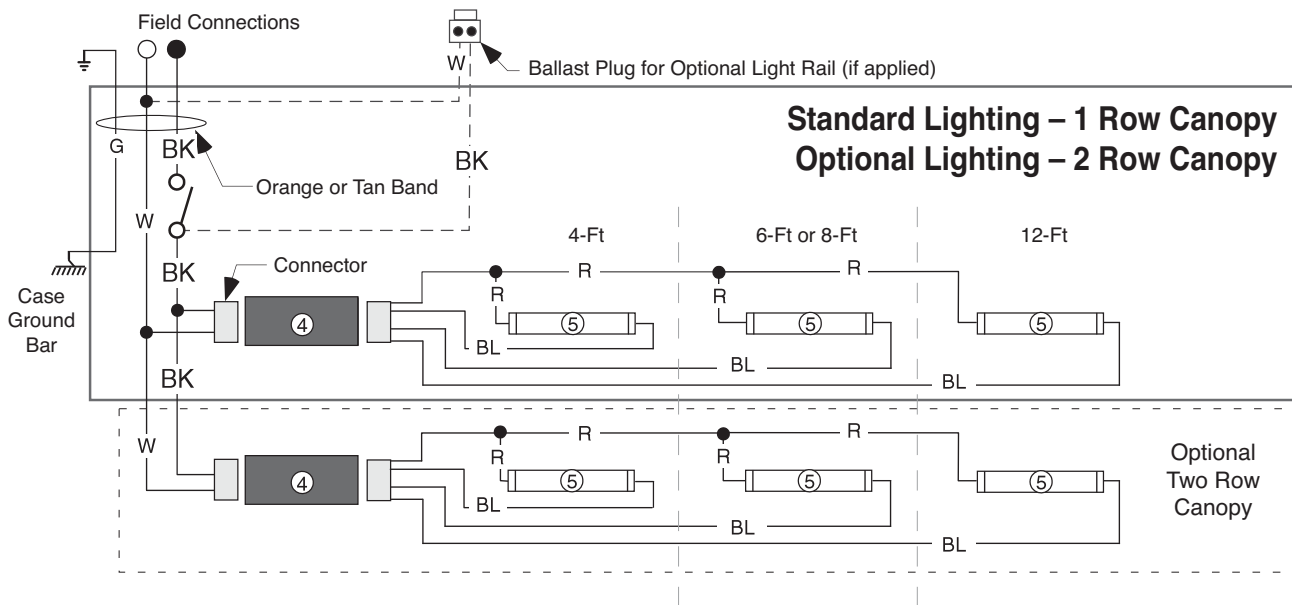 Field Connections
W
Ballast Plug for Optional Light Rail (if applied)
Standard Lighting – 1 Row Canopy
Optional Lighting – 2 Row Canopy
G
BK
BK
Orange or Tan Band
W
4-Ft
6-Ft or 8-Ft
12-Ft
BK
Connector
R
R
R
R
Case
Ground
Bar
4
5
5
5
BL
BL
BL
BK
W
R
R
R
R
Optional
Two Row
Canopy
4
5
5
5
BL
BL
BL